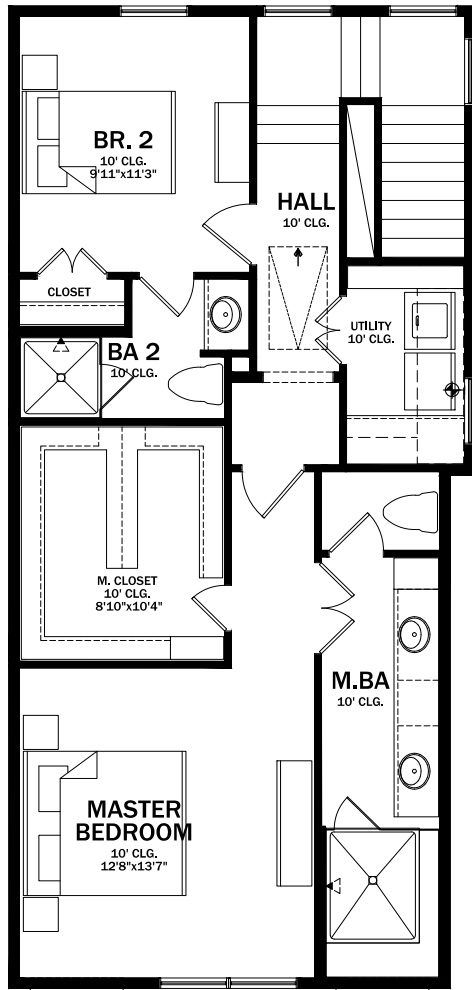 BR. 2
10' CLG.
9'11"x11'3"
HALL
10' CLG.
CLOSET
UTILITY
10' CLG.
BA 2
10' CLG.
M. CLOSET
10' CLG.
8'10"x10'4"
M.BA
10' CLG.
MASTER
BEDROOM
10' CLG.
12'8"x13'7"